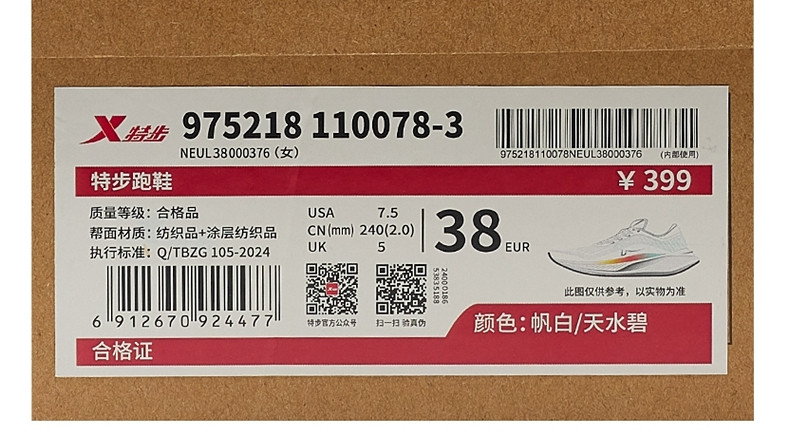 特步 975218 110078-3
NEUL38000376 (女)
975218110078NEUL38000376 (内部使用)
特步跑鞋 ¥ 399
质量等级: 合格品
帮面材质: 纺织品+涂层纺织品
执行标准: Q/TBZG 105-2024
USA 7.5
CN(mm) 240(2.0)
UK 5
38 EUR
6 912670 924477
特步官方公众号
扫一扫 验真伪
24000186
53835188
此图仅供参考，以实物为准
颜色: 帆白/天水碧
合格证